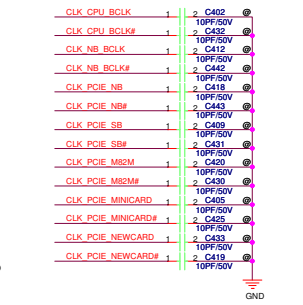 CLK_CPU_BCLK 1 2 C402 @
10PF/50V
CLK_CPU_BCLK# 1 2 C432 @
10PF/50V
CLK_NB_BCLK 1 2 C412 @
10PF/50V
CLK_NB_BCLK# 1 2 C442 @
10PF/50V
CLK_PCIE_NB 1 2 C418 @
10PF/50V
CLK_PCIE_NB# 1 2 C443 @
10PF/50V
CLK_PCIE_SB 1 2 C409 @
10PF/50V
CLK_PCIE_SB# 1 2 C431 @
10PF/50V
CLK_PCIE_M82M 1 2 C420 @
10PF/50V
CLK_PCIE_M82M# 1 2 C430 @
10PF/50V
CLK_PCIE_MINICARD 1 2 C405 @
10PF/50V
CLK_PCIE_MINICARD# 1 2 C425 @
10PF/50V
CLK_PCIE_NEWCARD 1 2 C433 @
10PF/50V
CLK_PCIE_NEWCARD# 1 2 C419 @
10PF/50V
GND